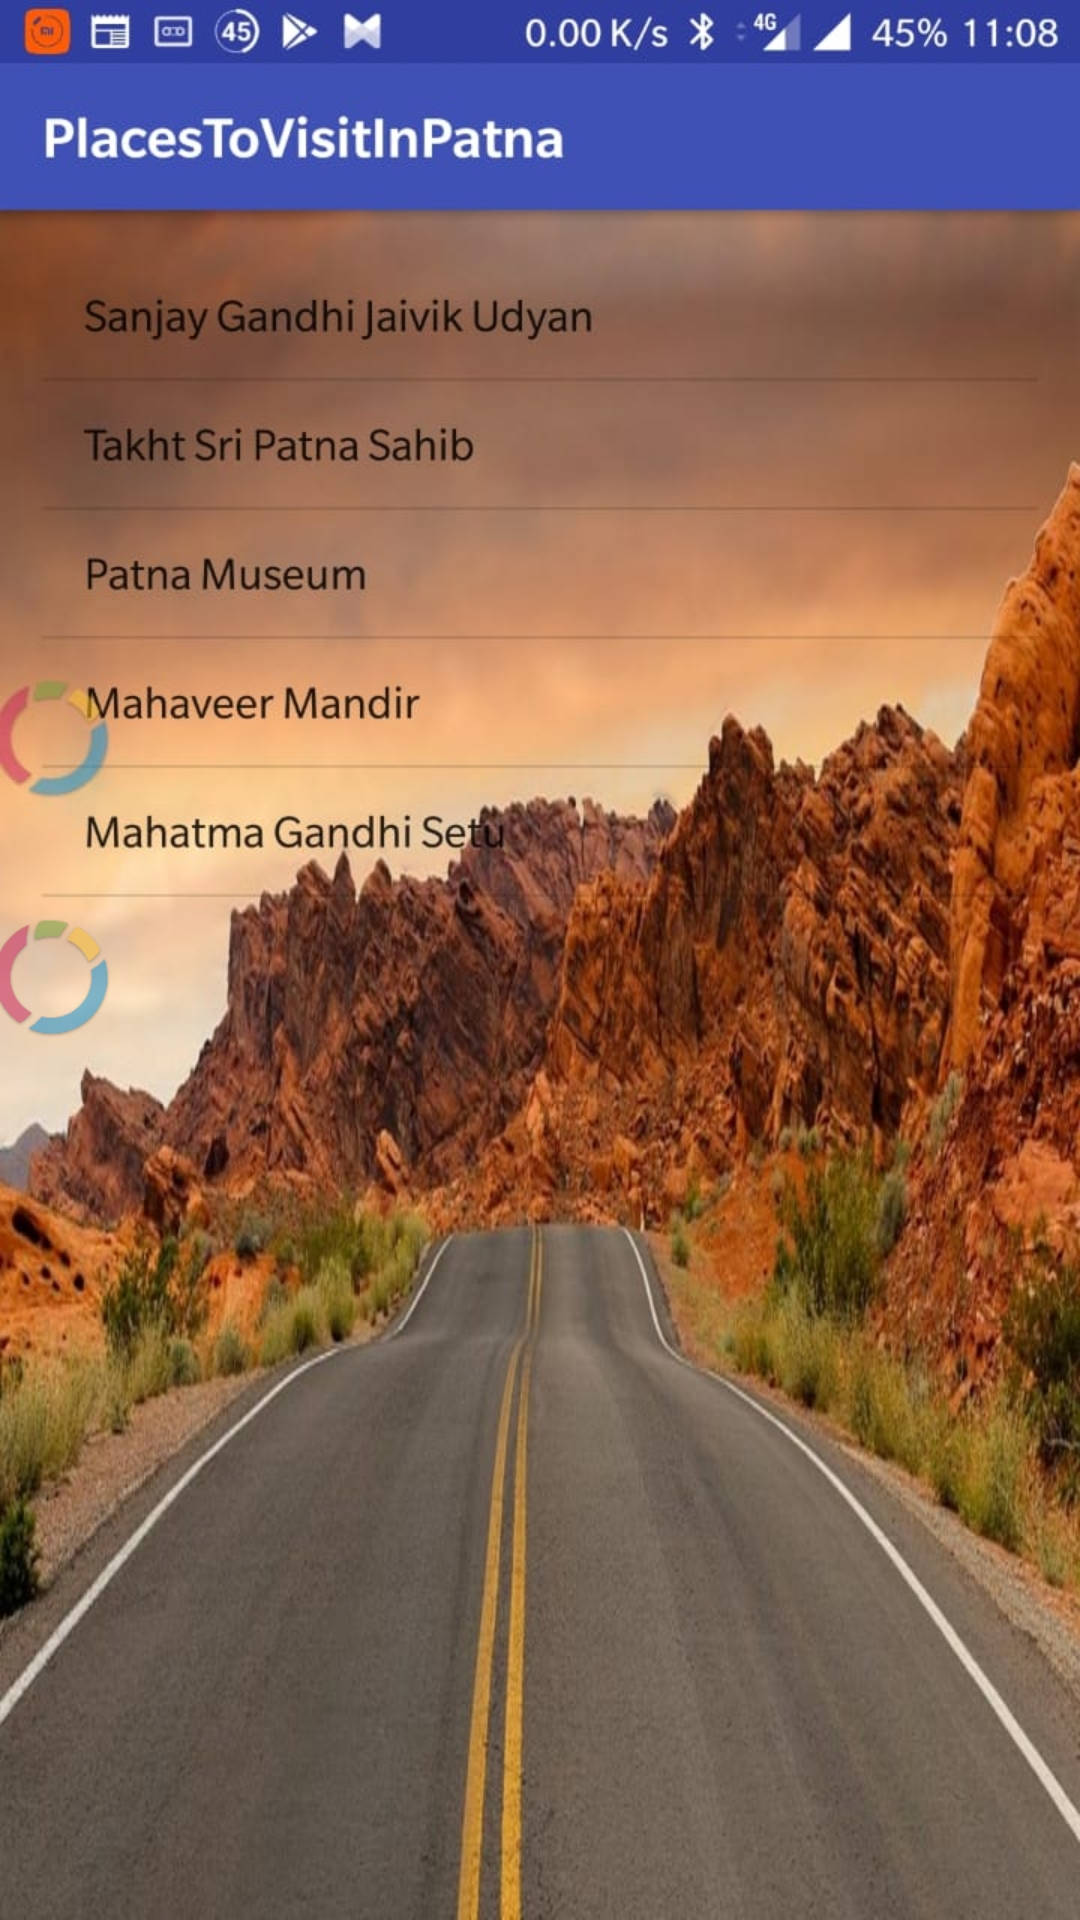 45 0.00 K/s 4G 45% 11:08
PlacesToVisitInPatna
Sanjay Gandhi Jaivik Udyan
Takht Sri Patna Sahib
Patna Museum
Mahaveer Mandir
Mahatma Gandhi Setu